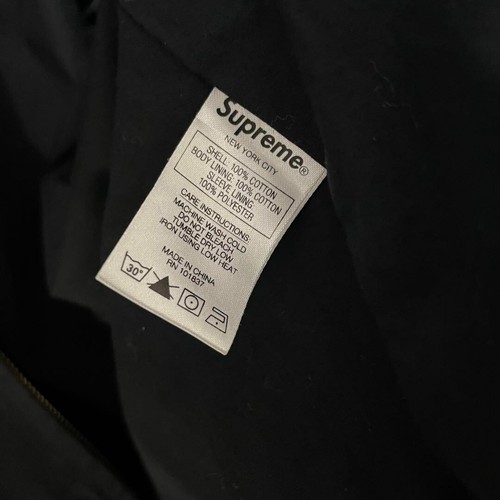 Supreme®
NEW YORK CITY
SHELL: 100% COTTON
BODY LINING: 100% COTTON
SLEEVE LINING:
100% POLYESTER
CARE INSTRUCTIONS:
MACHINE WASH COLD
DO NOT BLEACH
TUMBLE DRY LOW
IRON USING LOW HEAT
MADE IN CHINA
RN 101837
30°